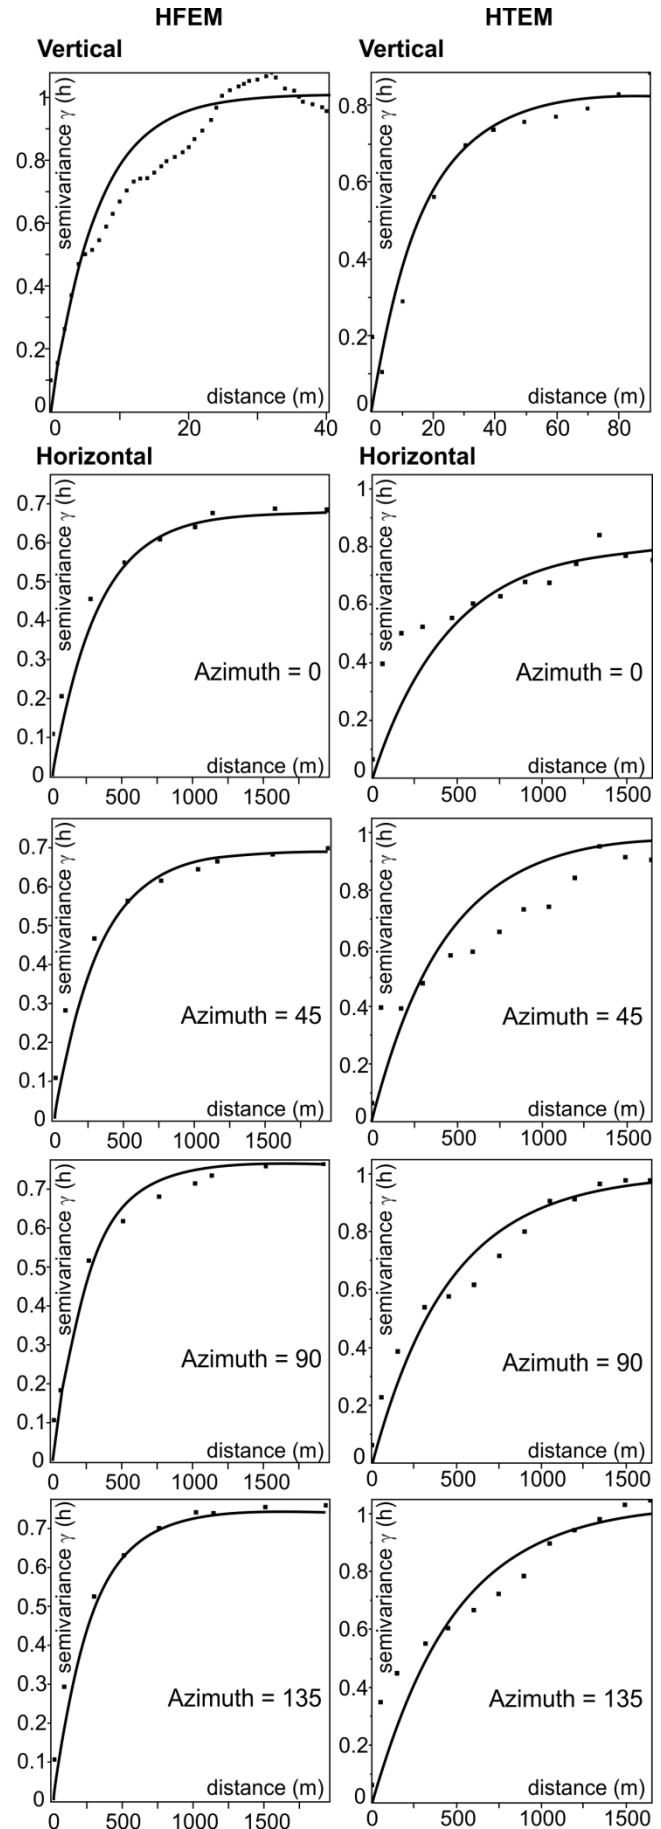 HFEM
HTEM
Vertical
Vertical
semivariance γ (h)
1
0.8
0.6
0.4
0.2
0
distance (m)
0 20 40
semivariance γ (h)
0.8
0.6
0.4
0.2
0
distance (m)
0 20 40 60 80
Horizontal
Horizontal
semivariance γ (h)
0.7
0.6
0.5
0.4
0.3
0.2
0.1
0
Azimuth = 0
distance (m)
0 500 1000 1500
semivariance γ (h)
1
0.8
0.6
0.4
0.2
0
Azimuth = 0
distance (m)
0 500 1000 1500
semivariance γ (h)
0.7
0.6
0.5
0.4
0.3
0.2
0.1
0
Azimuth = 45
distance (m)
0 500 1000 1500
semivariance γ (h)
1
0.8
0.6
0.4
0.2
0
Azimuth = 45
distance (m)
0 500 1000 1500
semivariance γ (h)
0.7
0.6
0.5
0.4
0.3
0.2
0.1
0
Azimuth = 90
distance (m)
0 500 1000 1500
semivariance γ (h)
1
0.8
0.6
0.4
0.2
0
Azimuth = 90
distance (m)
0 500 1000 1500
semivariance γ (h)
0.7
0.6
0.5
0.4
0.3
0.2
0.1
0
Azimuth = 135
distance (m)
0 500 1000 1500
semivariance γ (h)
1
0.8
0.6
0.4
0.2
0
Azimuth = 135
distance (m)
0 500 1000 1500